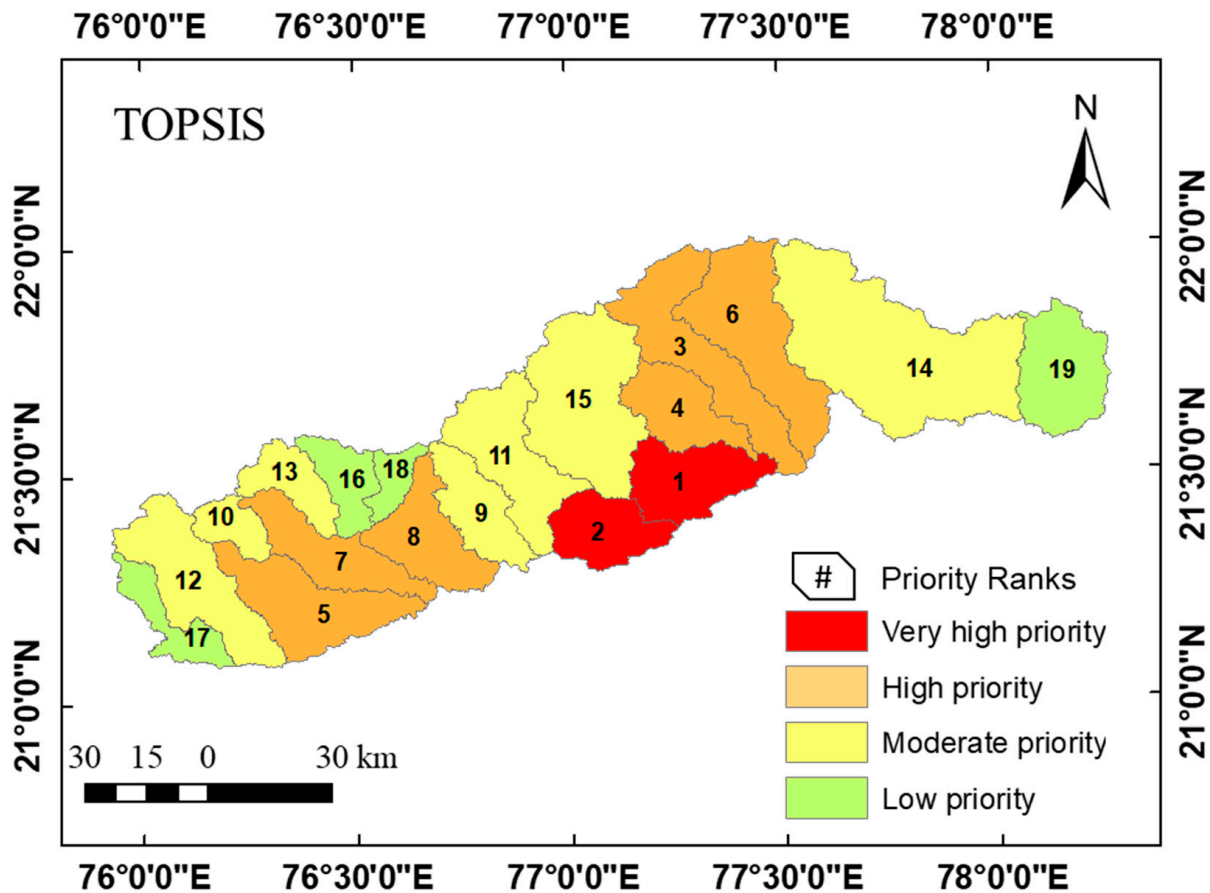 76°0'0"E 76°30'0"E 77°0'0"E 77°30'0"E 78°0'0"E
TOPSIS
N
22°0'0"N
22°0'0"N
6
3
14
19
15
4
11
13
16
18
1
21°30'0"N
21°30'0"N
10
9
2
8
7
12
5
17
# Priority Ranks
Very high priority
High priority
Moderate priority
Low priority
21°0'0"N
21°0'0"N
30 15 0 30 km
76°0'0"E 76°30'0"E 77°0'0"E 77°30'0"E 78°0'0"E